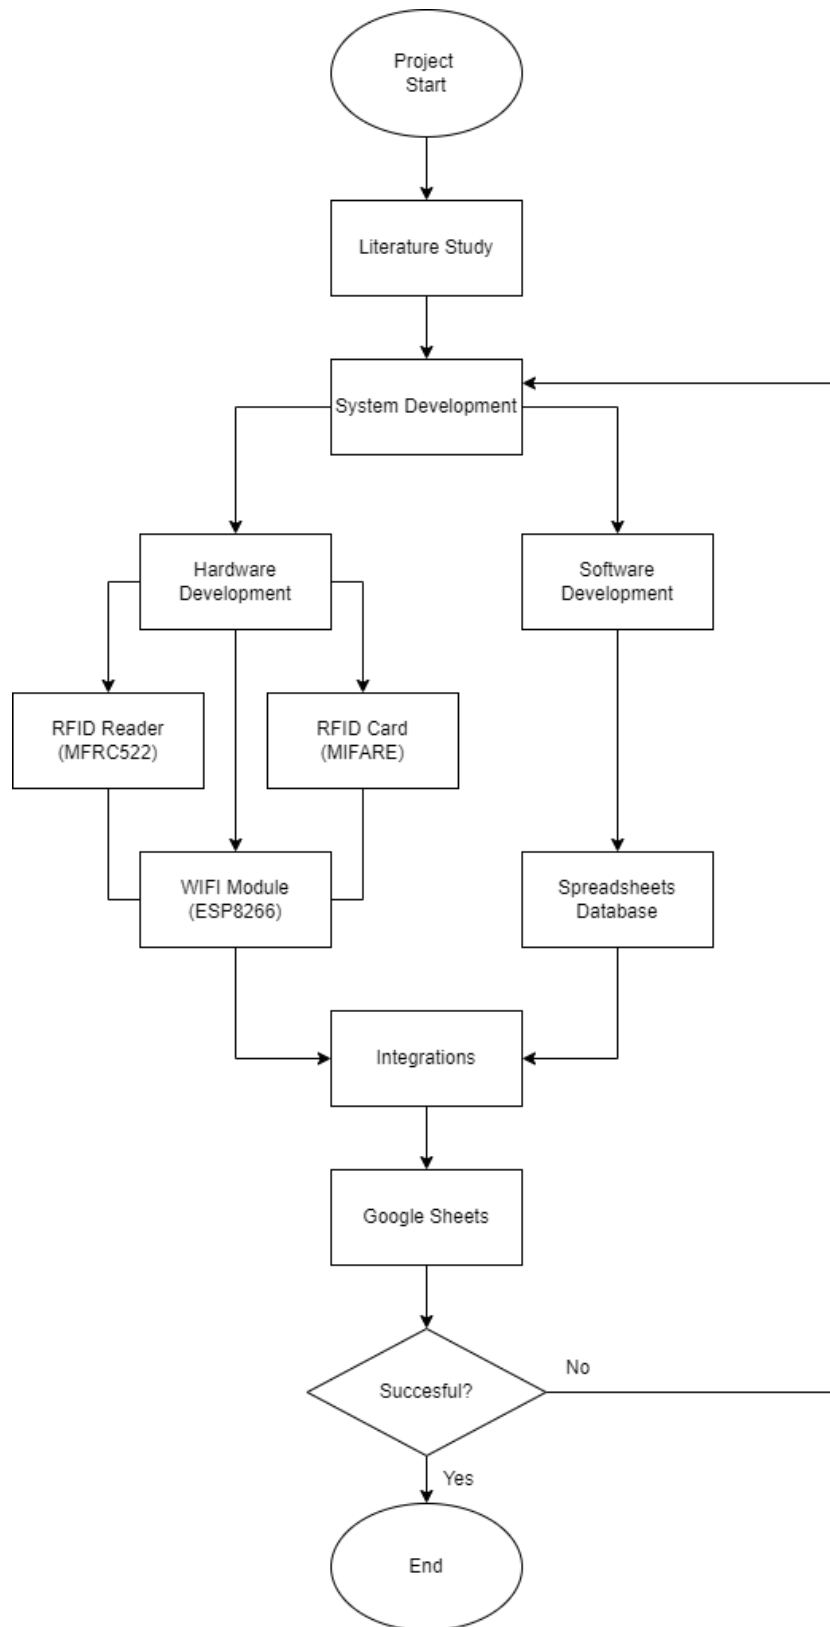 Project
Start
Literature Study
System Development
Hardware
Development
Software
Development
RFID Reader
(MFRC522)
RFID Card
(MIFARE)
WIFI Module
(ESP8266)
Spreadsheets
Database
Integrations
Google Sheets
Succesful?
No
Yes
End